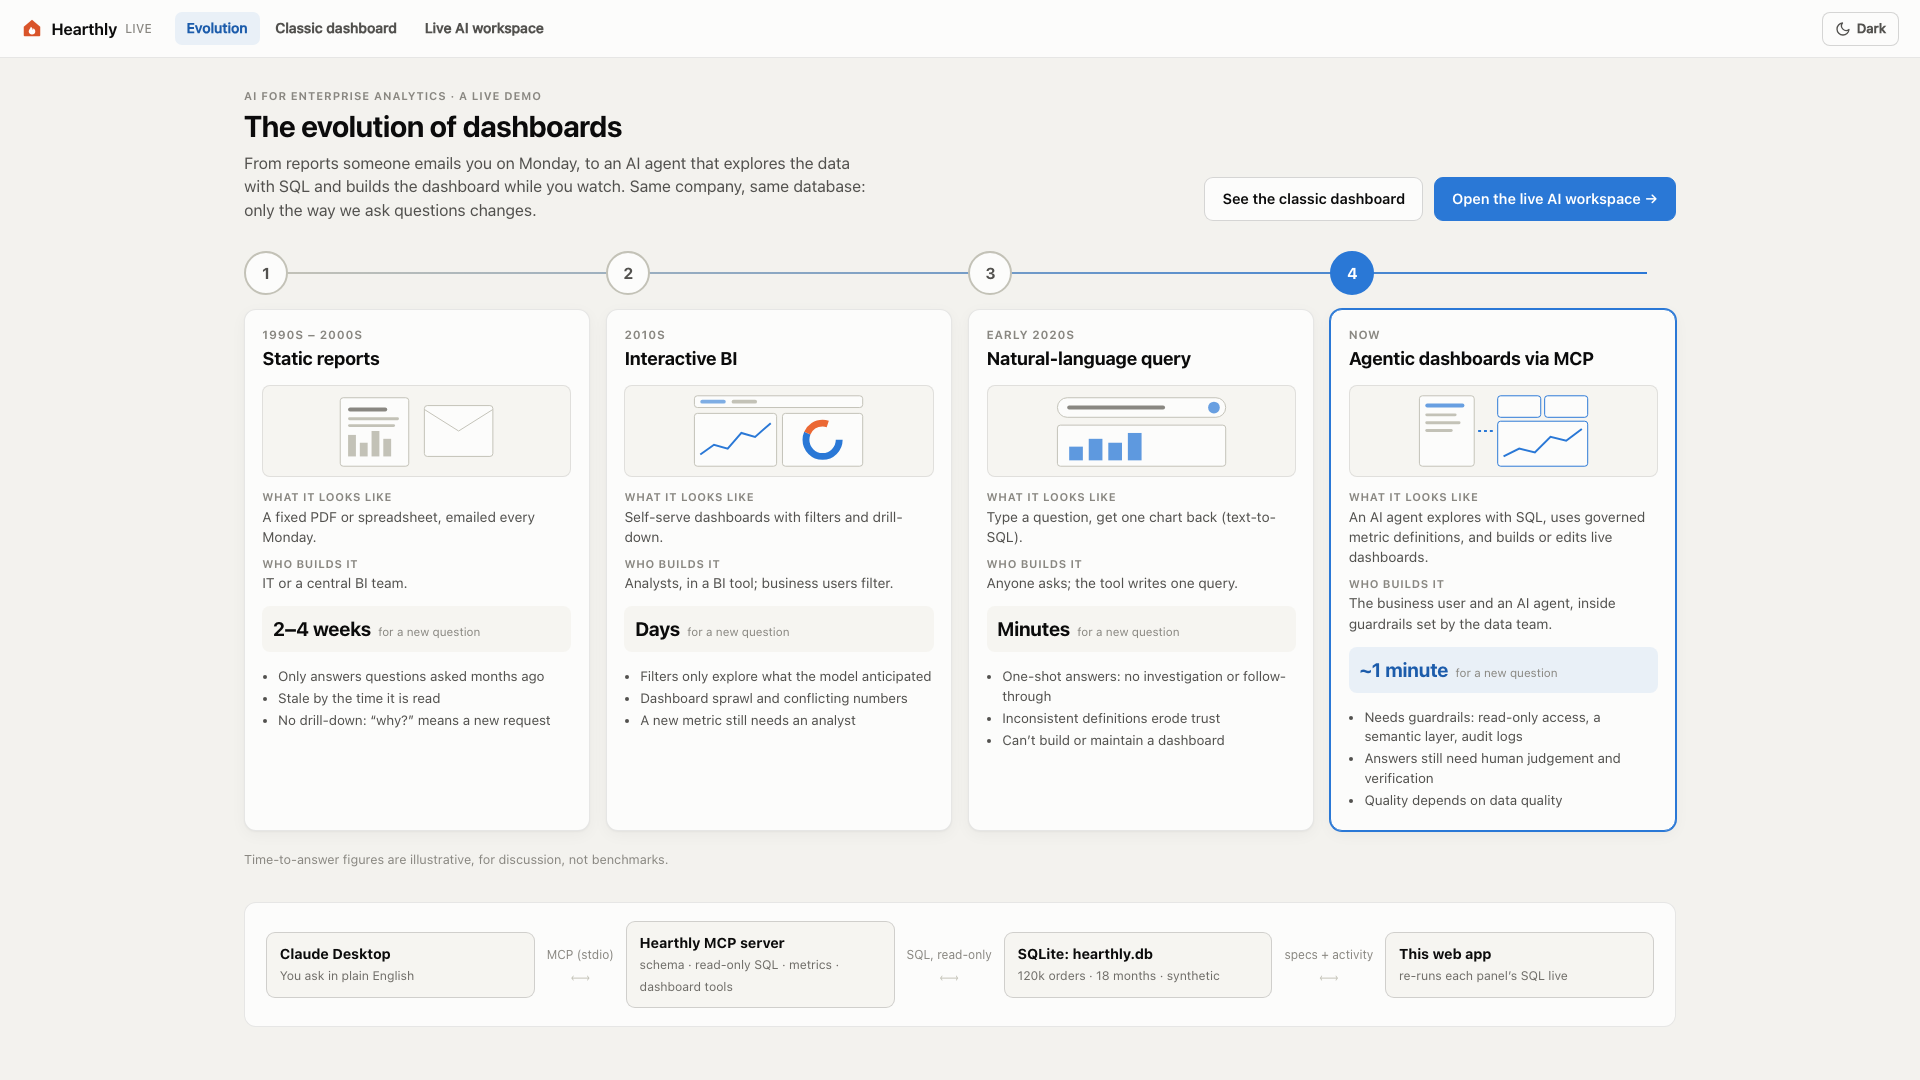 Hearthly LIVE
Evolution
Classic dashboard
Live AI workspace
Dark
AI FOR ENTERPRISE ANALYTICS · A LIVE DEMO
The evolution of dashboards
From reports someone emails you on Monday, to an AI agent that explores the data
with SQL and builds the dashboard while you watch. Same company, same database:
only the way we ask questions changes.
See the classic dashboard
Open the live AI workspace →
1
2
3
4
1990S – 2000S
Static reports
WHAT IT LOOKS LIKE
A fixed PDF or spreadsheet, emailed every
Monday.
WHO BUILDS IT
IT or a central BI team.
2–4 weeks for a new question
• Only answers questions asked months ago
• Stale by the time it is read
• No drill-down: “why?” means a new request
2010S
Interactive BI
WHAT IT LOOKS LIKE
Self-serve dashboards with filters and drill-
down.
WHO BUILDS IT
Analysts, in a BI tool; business users filter.
Days for a new question
• Filters only explore what the model anticipated
• Dashboard sprawl and conflicting numbers
• A new metric still needs an analyst
EARLY 2020S
Natural-language query
WHAT IT LOOKS LIKE
Type a question, get one chart back (text-to-
SQL).
WHO BUILDS IT
Anyone asks; the tool writes one query.
Minutes for a new question
• One-shot answers: no investigation or follow-
through
• Inconsistent definitions erode trust
• Can’t build or maintain a dashboard
NOW
Agentic dashboards via MCP
WHAT IT LOOKS LIKE
An AI agent explores with SQL, uses governed
metric definitions, and builds or edits live
dashboards.
WHO BUILDS IT
The business user and an AI agent, inside
guardrails set by the data team.
~1 minute for a new question
• Needs guardrails: read-only access, a
semantic layer, audit logs
• Answers still need human judgement and
verification
• Quality depends on data quality
Time-to-answer figures are illustrative, for discussion, not benchmarks.
Claude Desktop
You ask in plain English
MCP (stdio)
⟷
Hearthly MCP server
schema · read-only SQL · metrics ·
dashboard tools
SQL, read-only
⟷
SQLite: hearthly.db
120k orders · 18 months · synthetic
specs + activity
⟷
This web app
re-runs each panel’s SQL live